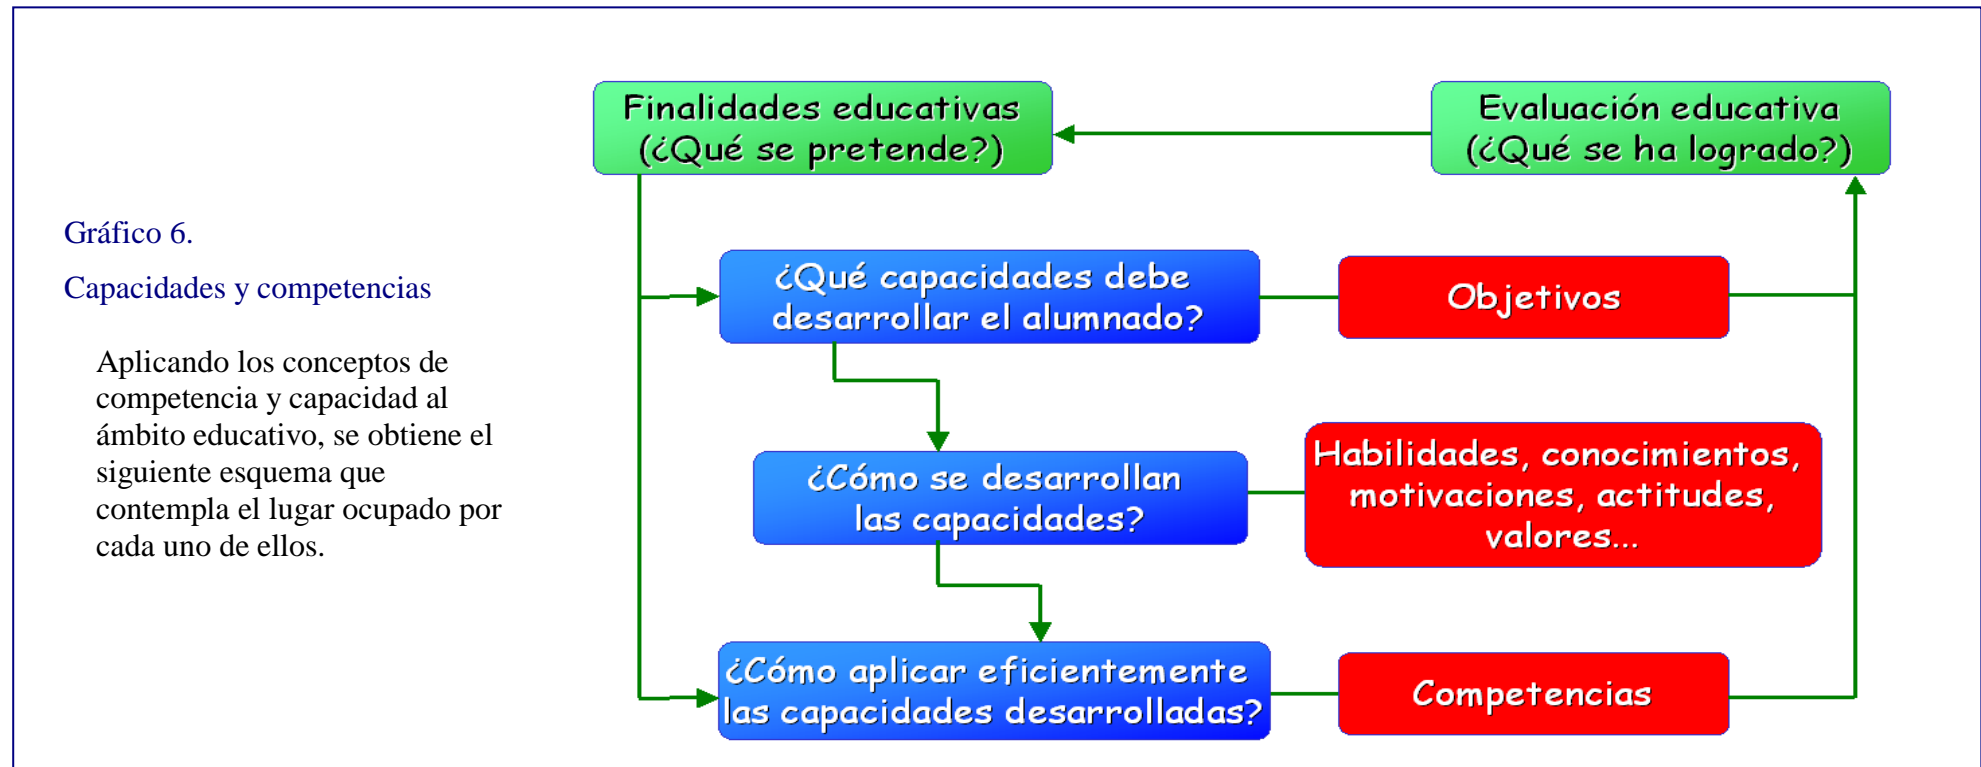 Gráfico 6.
Capacidades y competencias
Aplicando los conceptos de
competencia y capacidad al
ámbito educativo, se obtiene el
siguiente esquema que
contempla el lugar ocupado por
cada uno de ellos.
Finalidades educativas
(¿Qué se pretende?)
Evaluación educativa
(¿Qué se ha logrado?)
¿Qué capacidades debe
desarrollar el alumnado?
Objetivos
¿Cómo se desarrollan
las capacidades?
Habilidades, conocimientos,
motivaciones, actitudes,
valores...
¿Cómo aplicar eficientemente
las capacidades desarrolladas?
Competencias